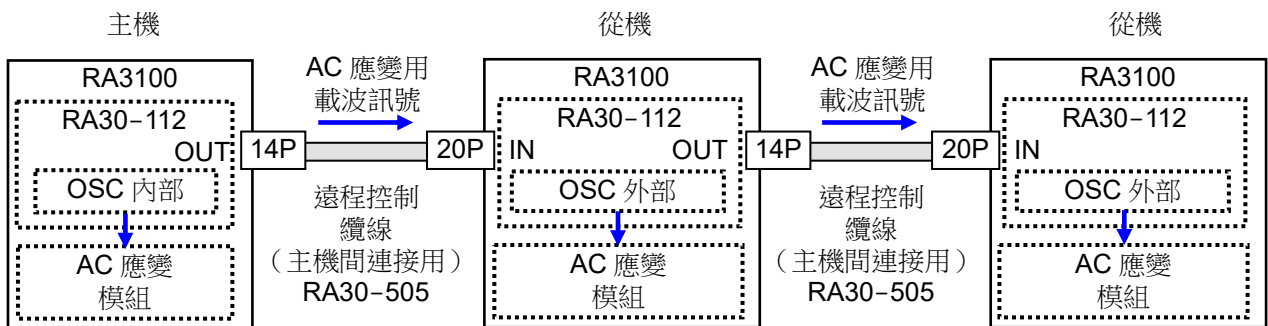 主機
RA3100
RA30-112
OUT
OSC 內部
AC 應變
模組
14P
AC 應變用
載波訊號
20P
遠程控制
纜線
（主機間連接用）
RA30-505
從機
RA3100
RA30-112
IN
OUT
OSC 外部
AC 應變
模組
14P
AC 應變用
載波訊號
20P
遠程控制
纜線
（主機間連接用）
RA30-505
從機
RA3100
RA30-112
IN
OSC 外部
AC 應變
模組